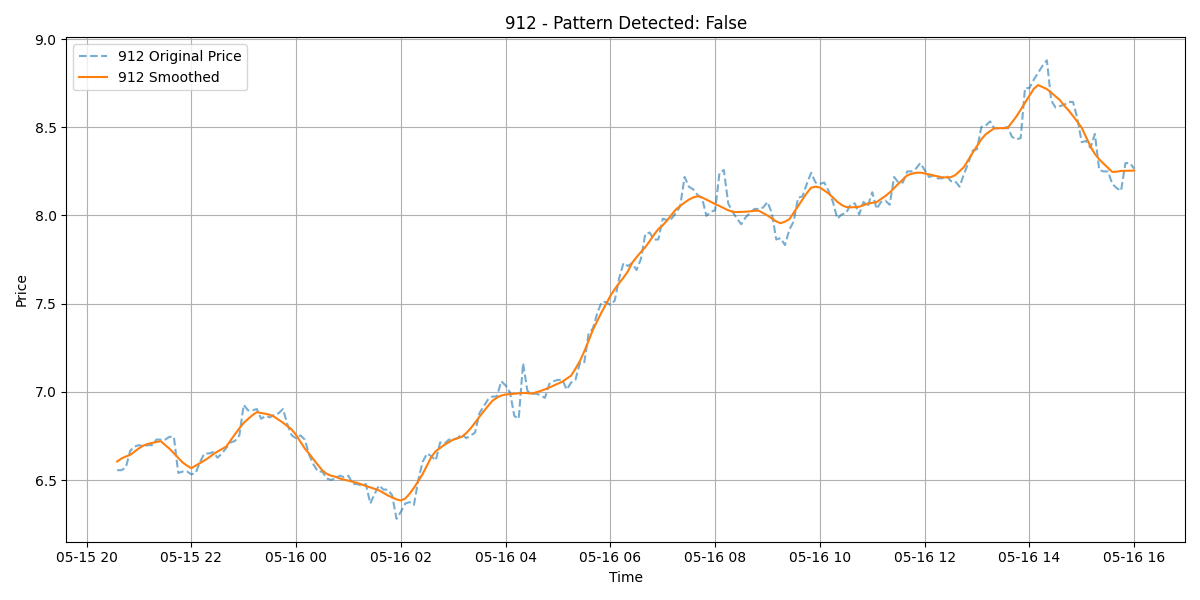 912 - Pattern Detected: False
912 Original Price
912 Smoothed
Price
9.0
8.5
8.0
7.5
7.0
6.5
05-15 20 05-15 22 05-16 00 05-16 02 05-16 04 05-16 06 05-16 08 05-16 10 05-16 12 05-16 14 05-16 16
Time